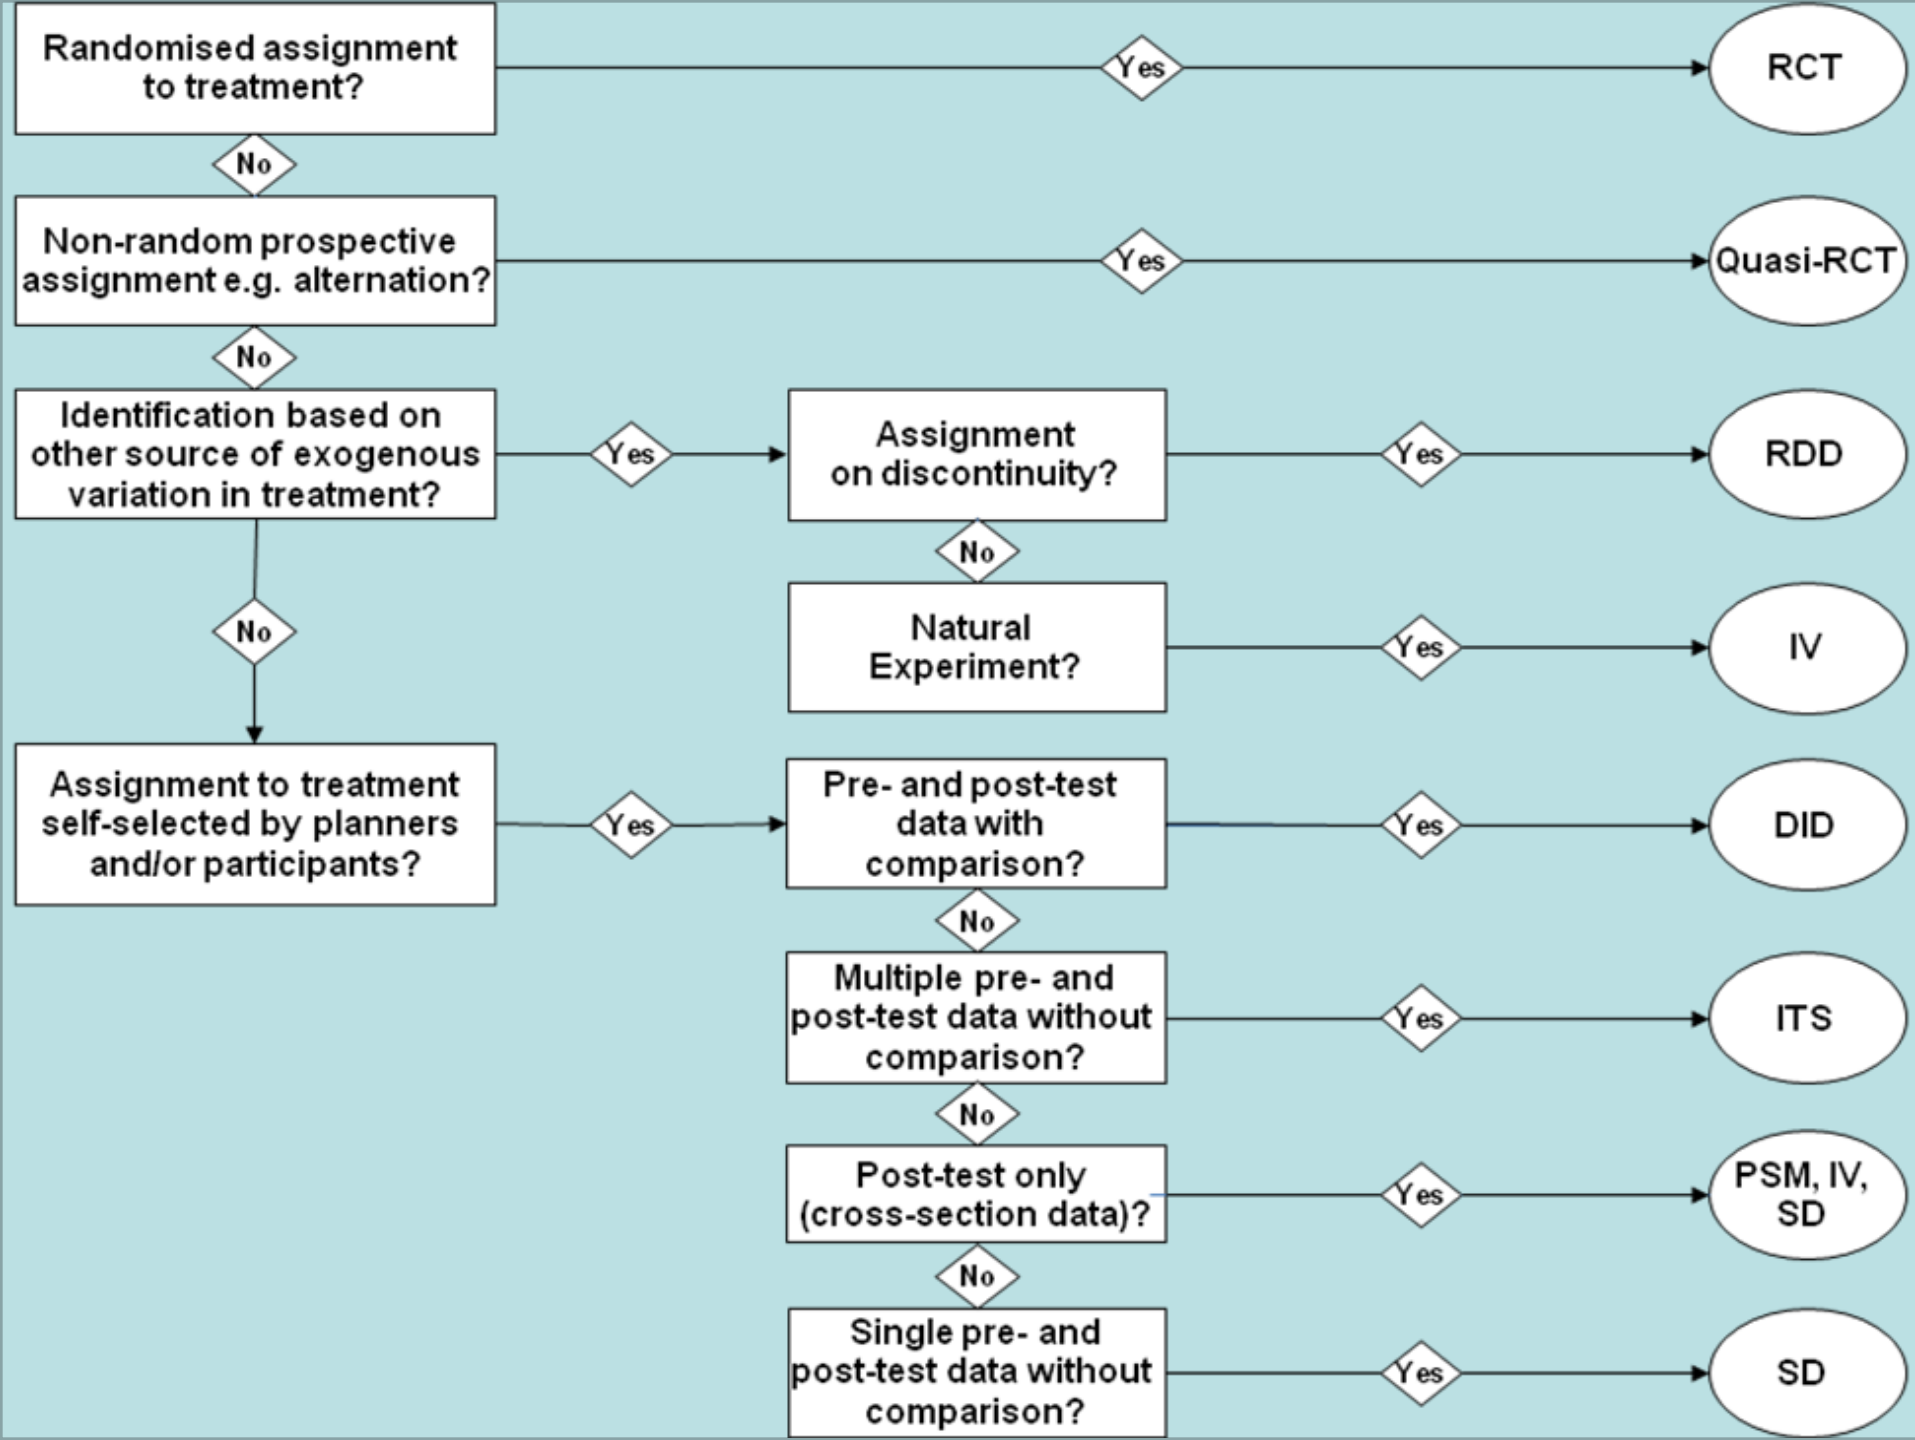 Randomised assignment
to treatment?
Yes
RCT
No
Non-random prospective
assignment e.g. alternation?
Yes
Quasi-RCT
No
Identification based on
other source of exogenous
variation in treatment?
Yes
Assignment
on discontinuity?
Yes
RDD
No
Natural
Experiment?
Yes
IV
No
Assignment to treatment
self-selected by planners
and/or participants?
Yes
Pre- and post-test
data with
comparison?
Yes
DID
No
Multiple pre- and
post-test data without
comparison?
Yes
ITS
No
Post-test only
(cross-section data)?
Yes
PSM, IV,
SD
No
Single pre- and
post-test data without
comparison?
Yes
SD